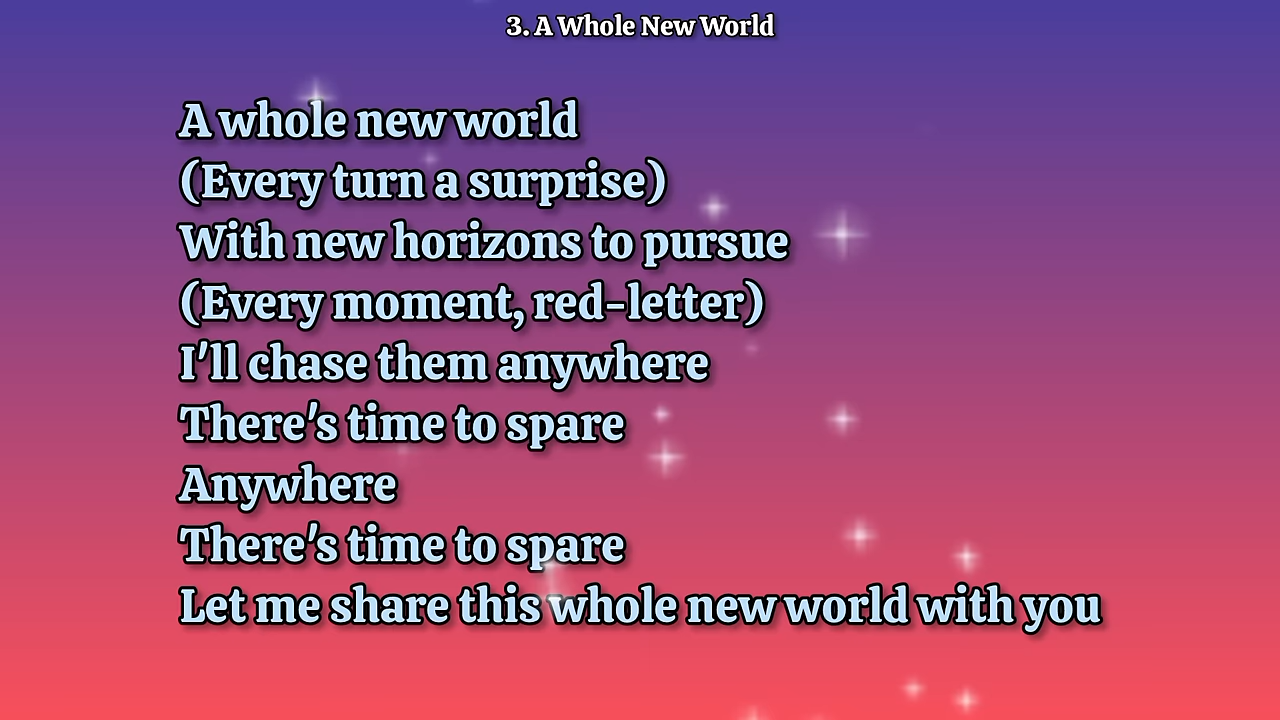 3. A Whole New World
A whole new world
(Every turn a surprise)
With new horizons to pursue
(Every moment, red-letter)
I'll chase them anywhere
There's time to spare
Anywhere
There's time to spare
Let me share this whole new world with you